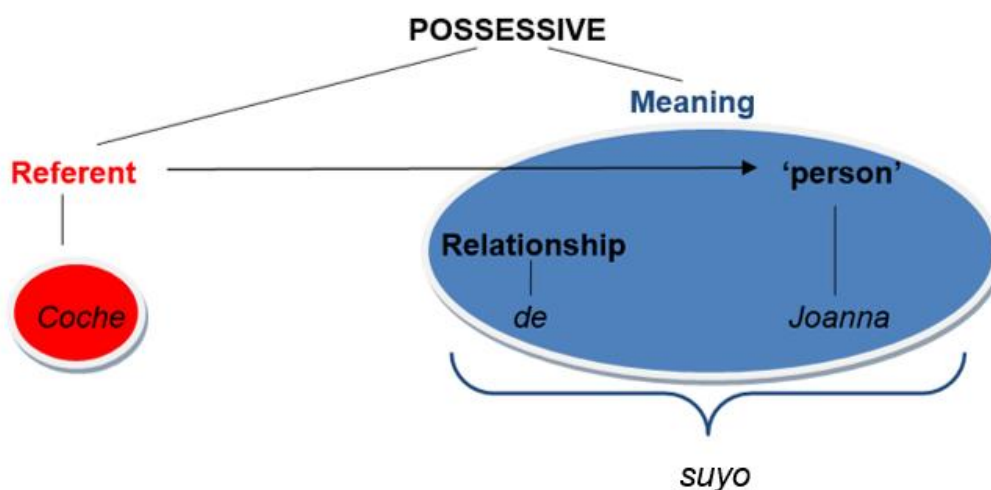 POSSESSIVE
Meaning
Referent
‘person’
Relationship
Coche
de
Joanna
suyo